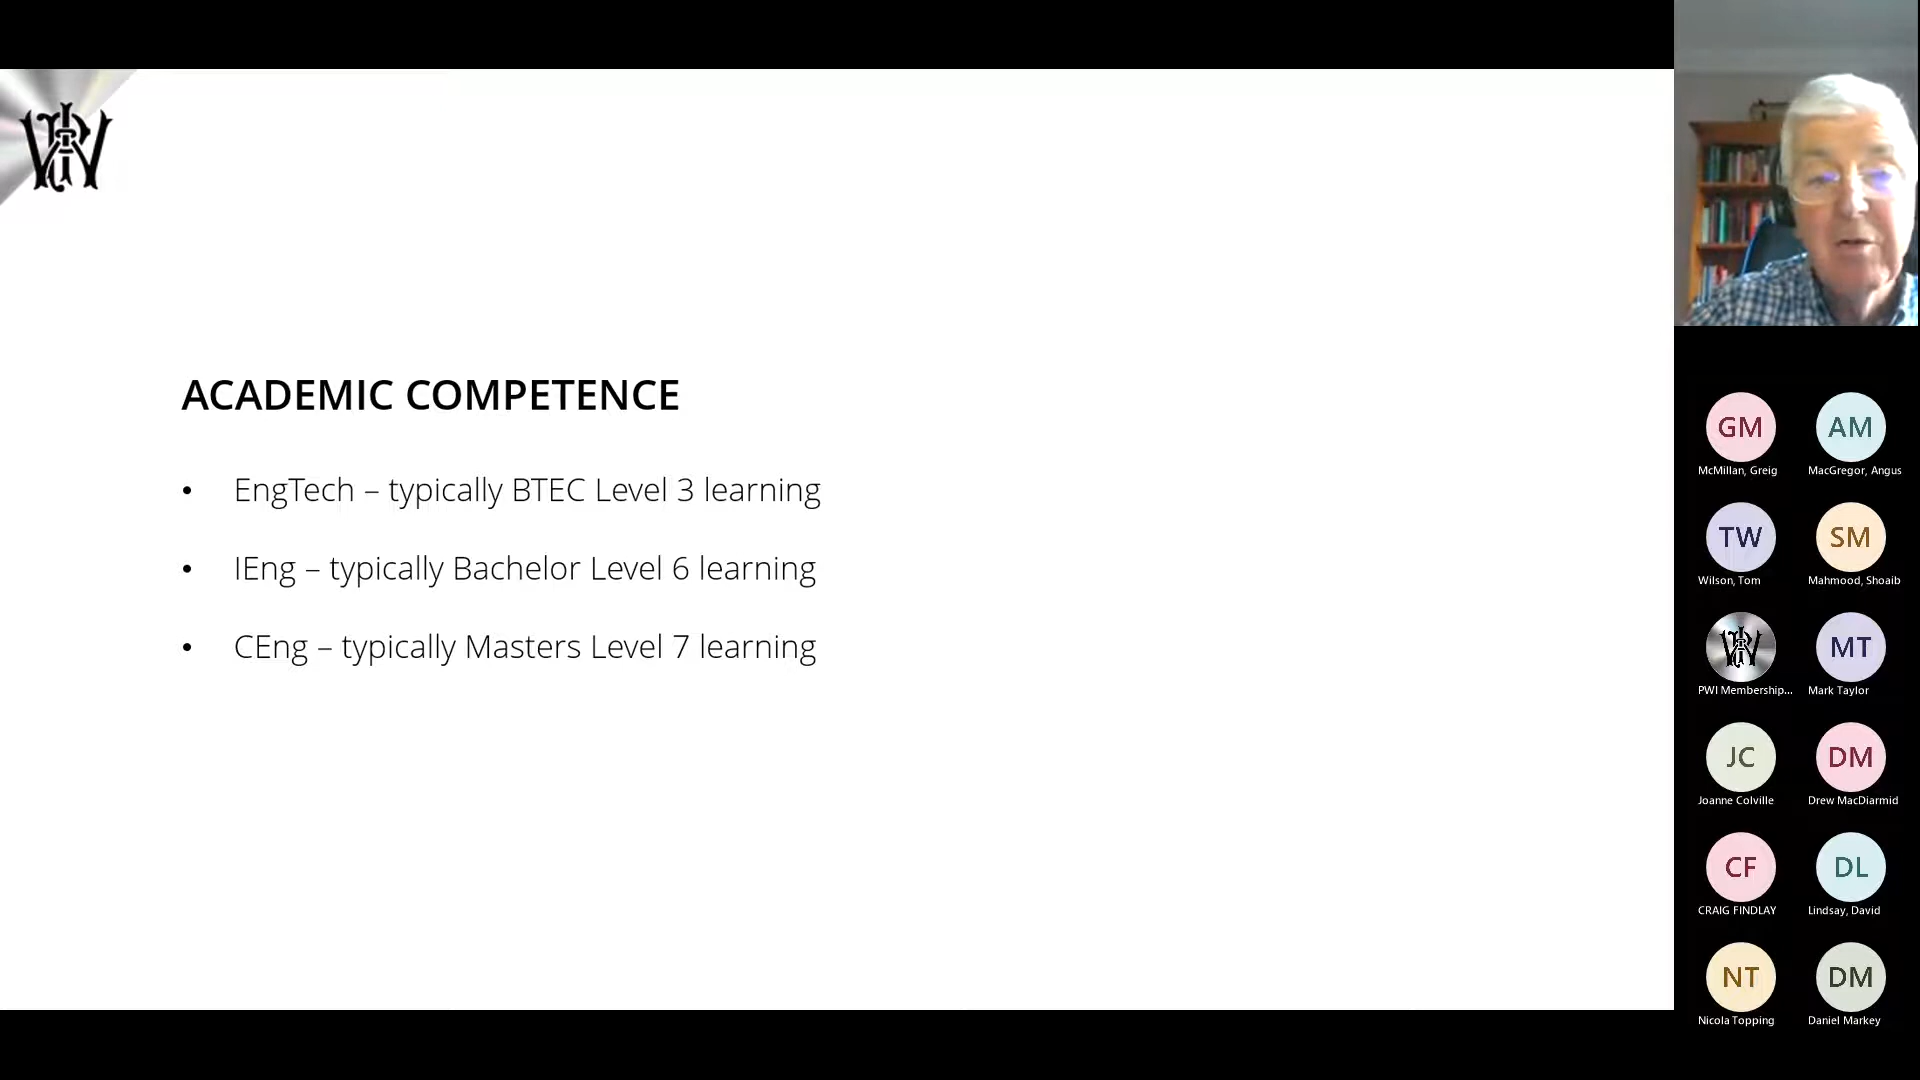 PWI
ACADEMIC COMPETENCE
• EngTech – typically BTEC Level 3 learning
• IEng – typically Bachelor Level 6 learning
• CEng – typically Masters Level 7 learning
GM
McMillan, Greig
AM
MacGregor, Angus
TW
Wilson, Tom
SM
Mahmood, Shoaib
PWI
PWI Membership...
MT
Mark Taylor
JC
Joanne Colville
DM
Drew MacDiarmid
CF
CRAIG FINDLAY
DL
Lindsay, David
NT
Nicola Topping
DM
Daniel Markey